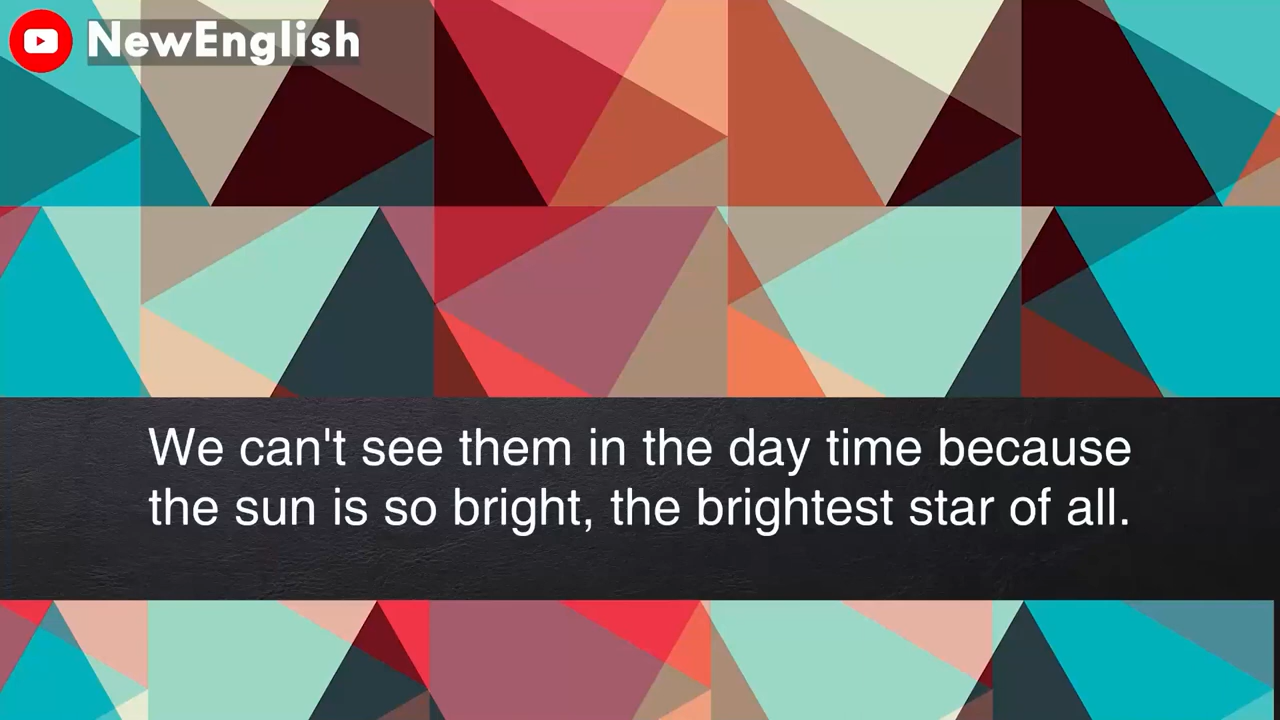 NewEnglish
We can't see them in the day time because
the sun is so bright, the brightest star of all.